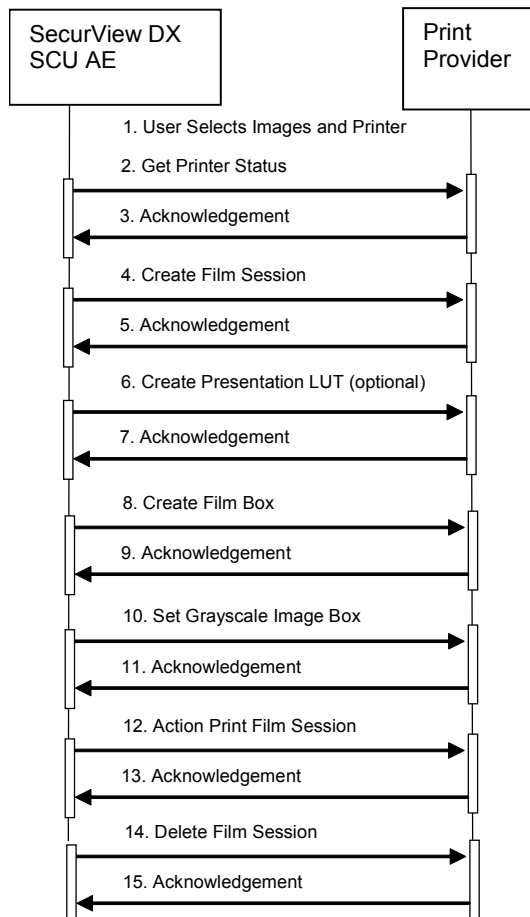 SecurView DX
SCU AE
Print
Provider
1. User Selects Images and Printer
2. Get Printer Status
3. Acknowledgement
4. Create Film Session
5. Acknowledgement
6. Create Presentation LUT (optional)
7. Acknowledgement
8. Create Film Box
9. Acknowledgement
10. Set Grayscale Image Box
11. Acknowledgement
12. Action Print Film Session
13. Acknowledgement
14. Delete Film Session
15. Acknowledgement